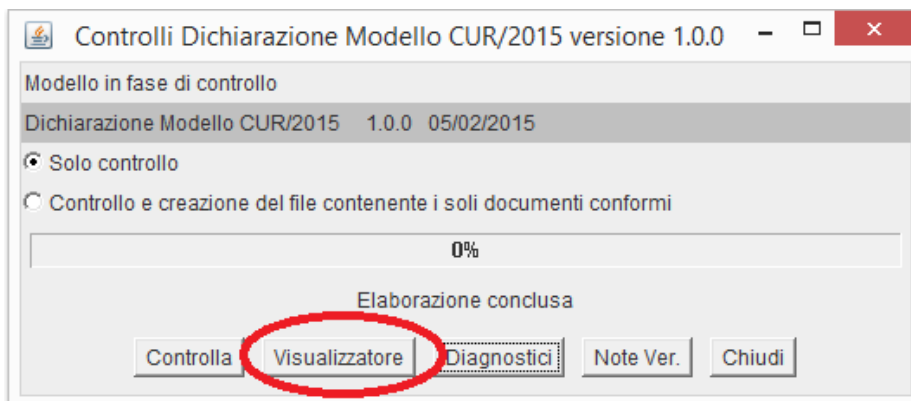 Controlli Dichiarazione Modello CUR/2015 versione 1.0.0
Modello in fase di controllo
Dichiarazione Modello CUR/2015 1.0.0 05/02/2015
Solo controllo
Controllo e creazione del file contenente i soli documenti conformi
0%
Elaborazione conclusa
Controlla Visualizzatore Diagnostici Note Ver. Chiudi